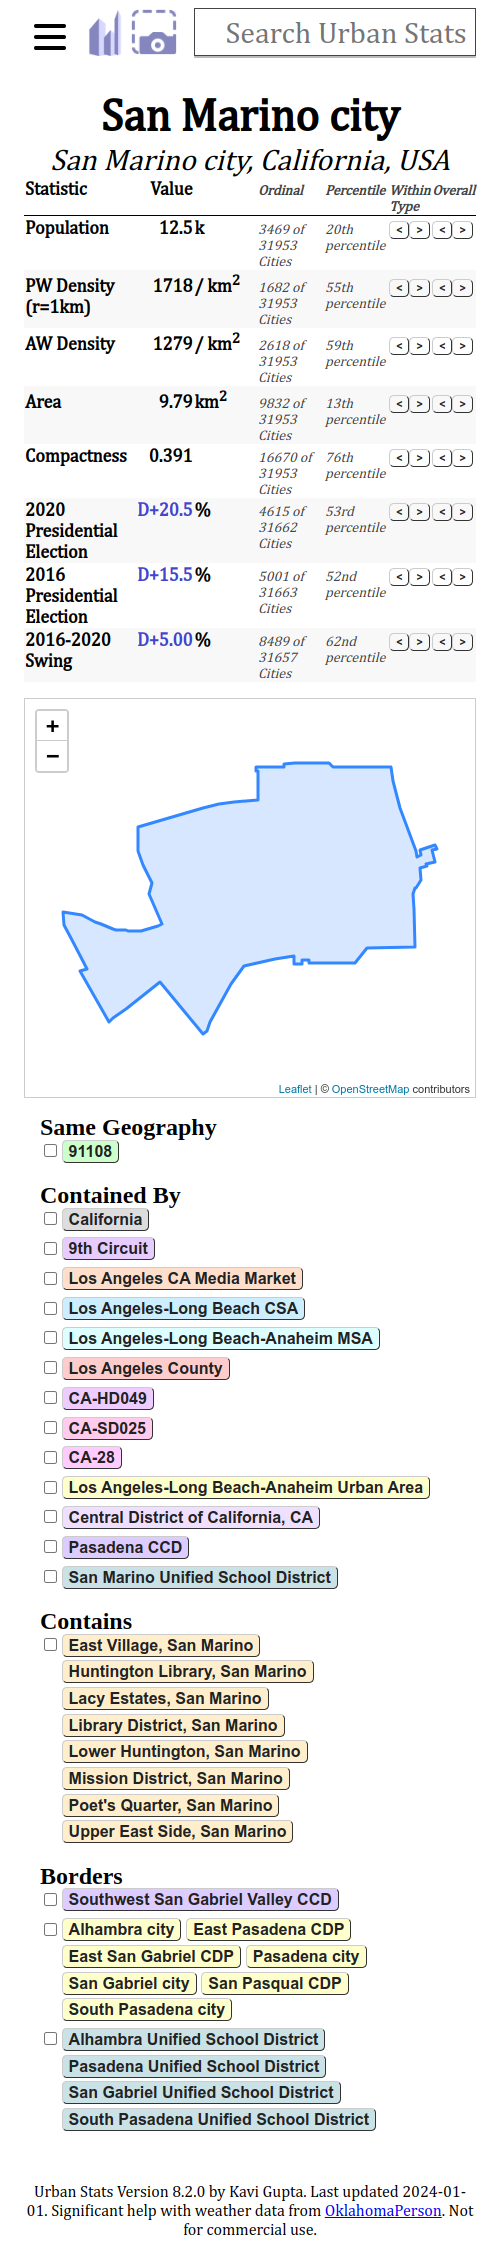 Search Urban Stats
San Marino city
San Marino city, California, USA
Statistic Value Ordinal Percentile Within Overall
Type
Population 12.5 k 3469 of 20th < > < >
31953 percentile
Cities
PW Density 1718 / km2 1682 of 55th < > < >
(r=1km) 31953 percentile
Cities
AW Density 1279 / km2 2618 of 59th < > < >
31953 percentile
Cities
Area 9.79 km2 9832 of 13th < > < >
31953 percentile
Cities
Compactness 0.391 16670 of 76th < > < >
31953 percentile
Cities
2020 D+20.5 % 4615 of 53rd < > < >
Presidential 31662 percentile
Election Cities
2016 D+15.5 % 5001 of 52nd < > < >
Presidential 31663 percentile
Election Cities
2016-2020 D+5.00 % 8489 of 62nd < > < >
Swing 31657 percentile
Cities
+
−
Leaflet | © OpenStreetMap contributors
Same Geography
91108
Contained By
California
9th Circuit
Los Angeles CA Media Market
Los Angeles-Long Beach CSA
Los Angeles-Long Beach-Anaheim MSA
Los Angeles County
CA-HD049
CA-SD025
CA-28
Los Angeles-Long Beach-Anaheim Urban Area
Central District of California, CA
Pasadena CCD
San Marino Unified School District
Contains
East Village, San Marino
Huntington Library, San Marino
Lacy Estates, San Marino
Library District, San Marino
Lower Huntington, San Marino
Mission District, San Marino
Poet's Quarter, San Marino
Upper East Side, San Marino
Borders
Southwest San Gabriel Valley CCD
Alhambra city East Pasadena CDP
East San Gabriel CDP Pasadena city
San Gabriel city San Pasqual CDP
South Pasadena city
Alhambra Unified School District
Pasadena Unified School District
San Gabriel Unified School District
South Pasadena Unified School District
Urban Stats Version 8.2.0 by Kavi Gupta. Last updated 2024-01-
01. Significant help with weather data from OklahomaPerson. Not
for commercial use.